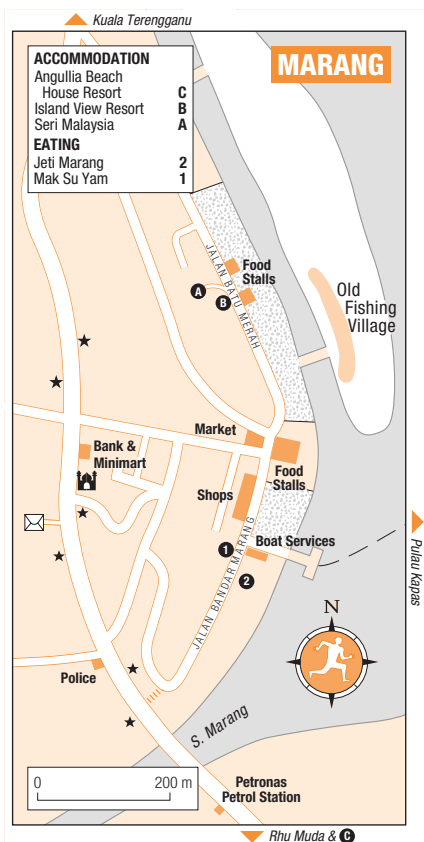 Kuala Terengganu
MARANG
ACCOMMODATION
Angullia Beach
House Resort C
Island View Resort B
Seri Malaysia A
EATING
Jeti Marang 2
Mak Su Yam 1
JALAN BATU MERAH
Food
Stalls
A
B
Old
Fishing
Village
Market
Bank &
Minimart
Food
Stalls
Shops
Boat Services
1
2
JALAN BANDAR MARANG
Pulau Kapas
N
Police
S. Marang
0 200 m
Petronas
Petrol Station
Rhu Muda & C